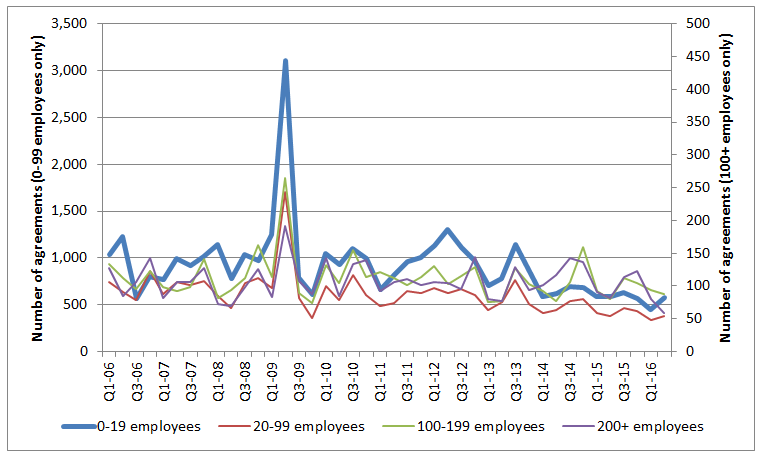 Number of agreements (0-99 employees only)
3,500
3,000
2,500
2,000
1,500
1,000
500
0
500
450
400
350
300
250
200
150
100
50
0
Number of agreements (100+ employees only)
Q1-06
Q3-06
Q1-07
Q3-07
Q1-08
Q3-08
Q1-09
Q3-09
Q1-10
Q3-10
Q1-11
Q3-11
Q1-12
Q3-12
Q1-13
Q3-13
Q1-14
Q3-14
Q1-15
Q3-15
Q1-16
0-19 employees
20-99 employees
100-199 employees
200+ employees